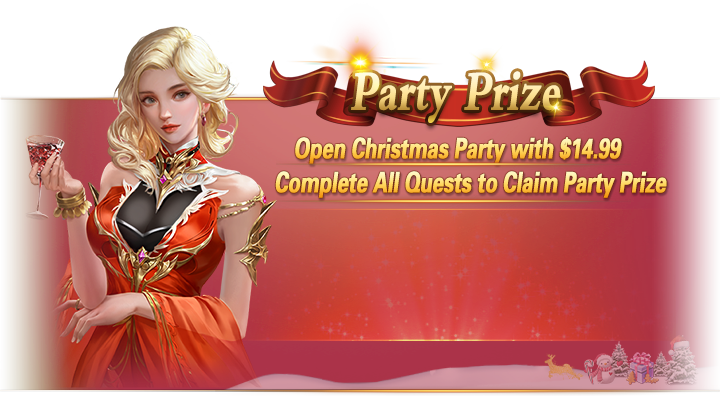 Party Prize
Open Christmas Party with $14.99
Complete All Quests to Claim Party Prize